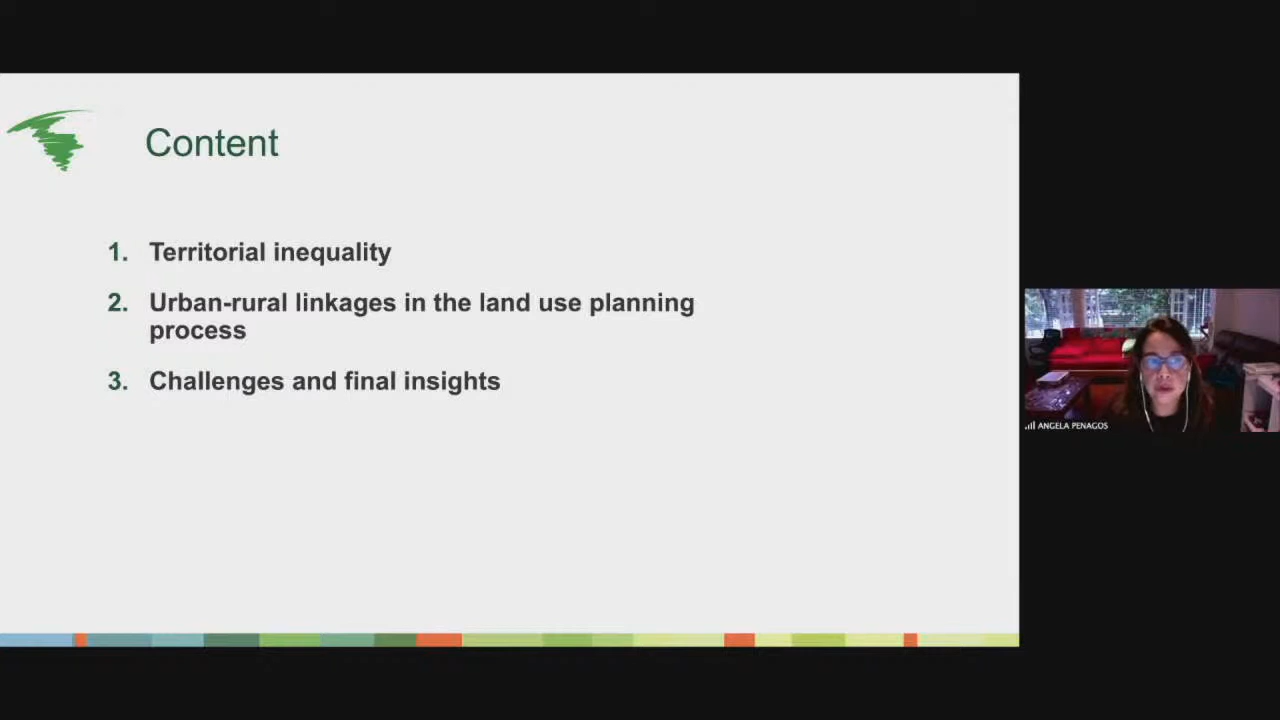 Content
1. Territorial inequality
2. Urban-rural linkages in the land use planning
process
3. Challenges and final insights
ANGELA PENAGOS